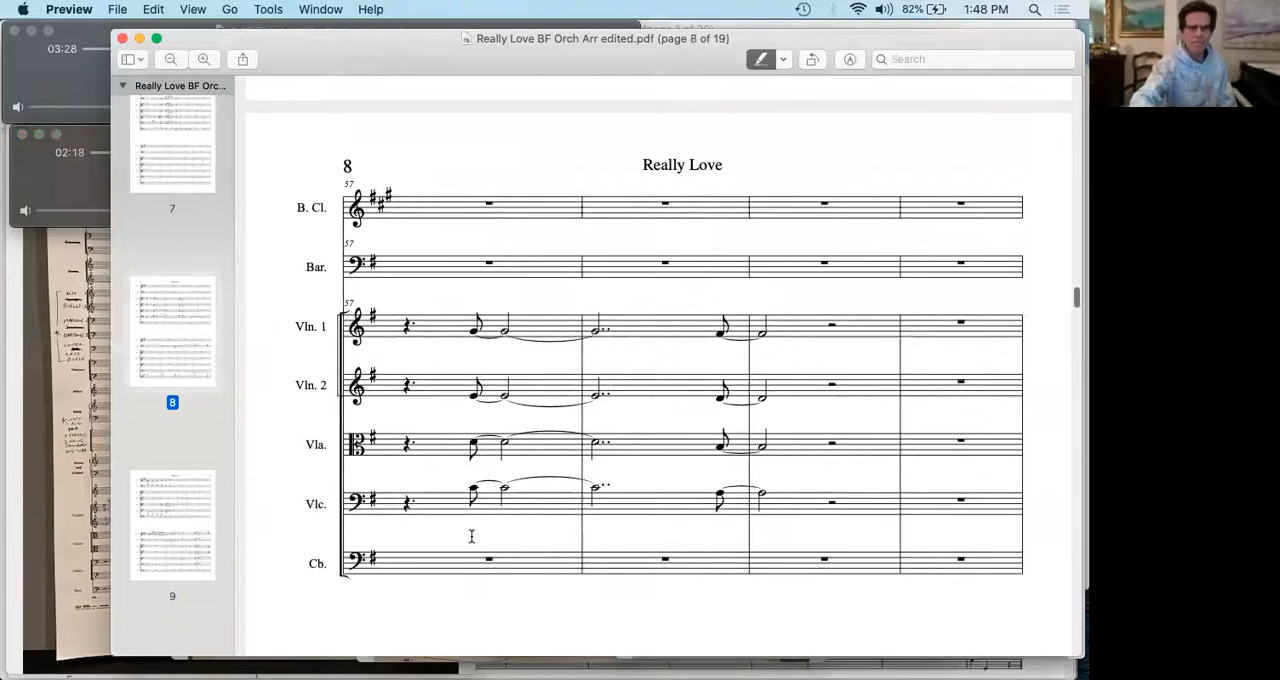 Preview File Edit View Go Tools Window Help 82% 1:48 PM
03:28
Really Love BF Orch Arr edited.pdf (page 8 of 19)
Search
Really Love BF Orc...
02:18
7
8
9
8 Really Love
57
B. Cl.
57
Bar.
57
Vln. 1
Vln. 2
Vla.
Vlc.
Cb.